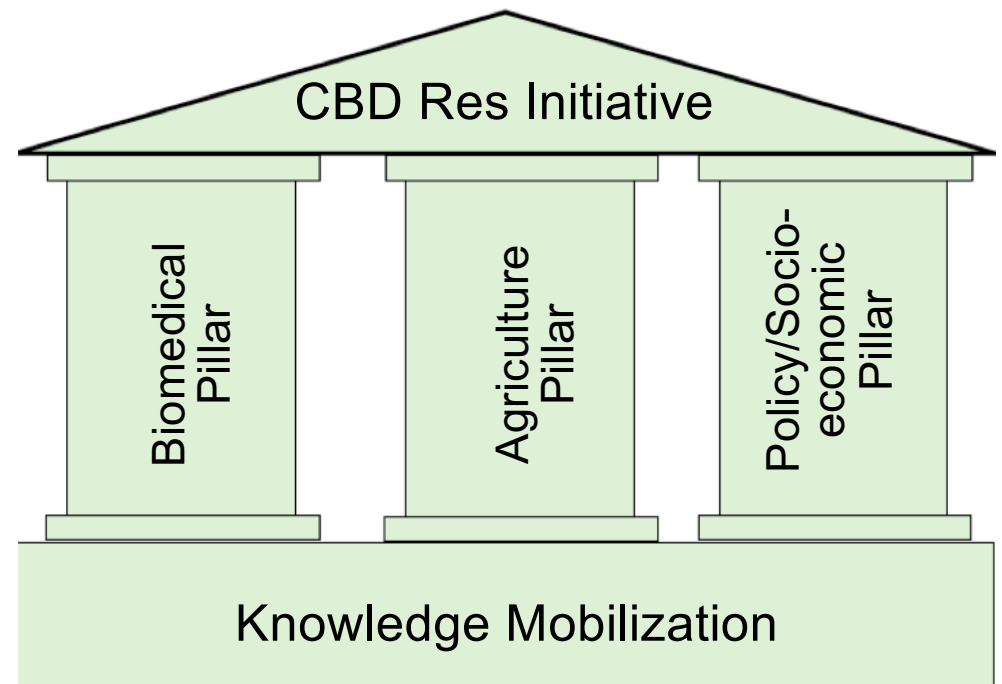 CBD Res Initiative
Biomedical
Pillar
Agriculture
Pillar
Policy/Socio-
economic
Pillar
Knowledge Mobilization